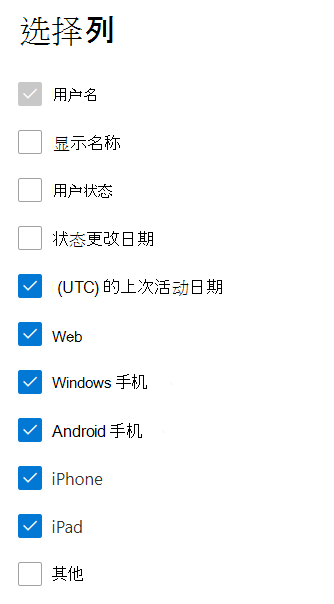 选择列
用户名
显示名称
用户状态
状态更改日期
(UTC) 的上次活动日期
Web
Windows 手机
Android 手机
iPhone
iPad
其他